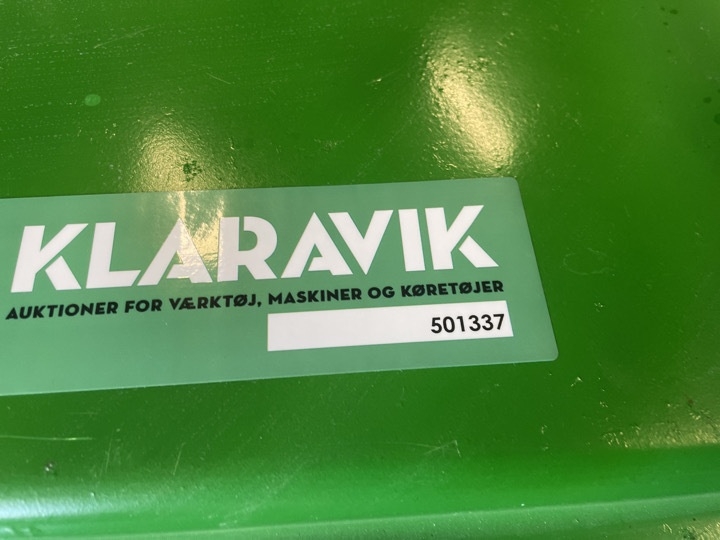 KLARAVIK
AUKTIONER FOR VÆRKTØJ, MASKINER OG KØRETØJER
501337